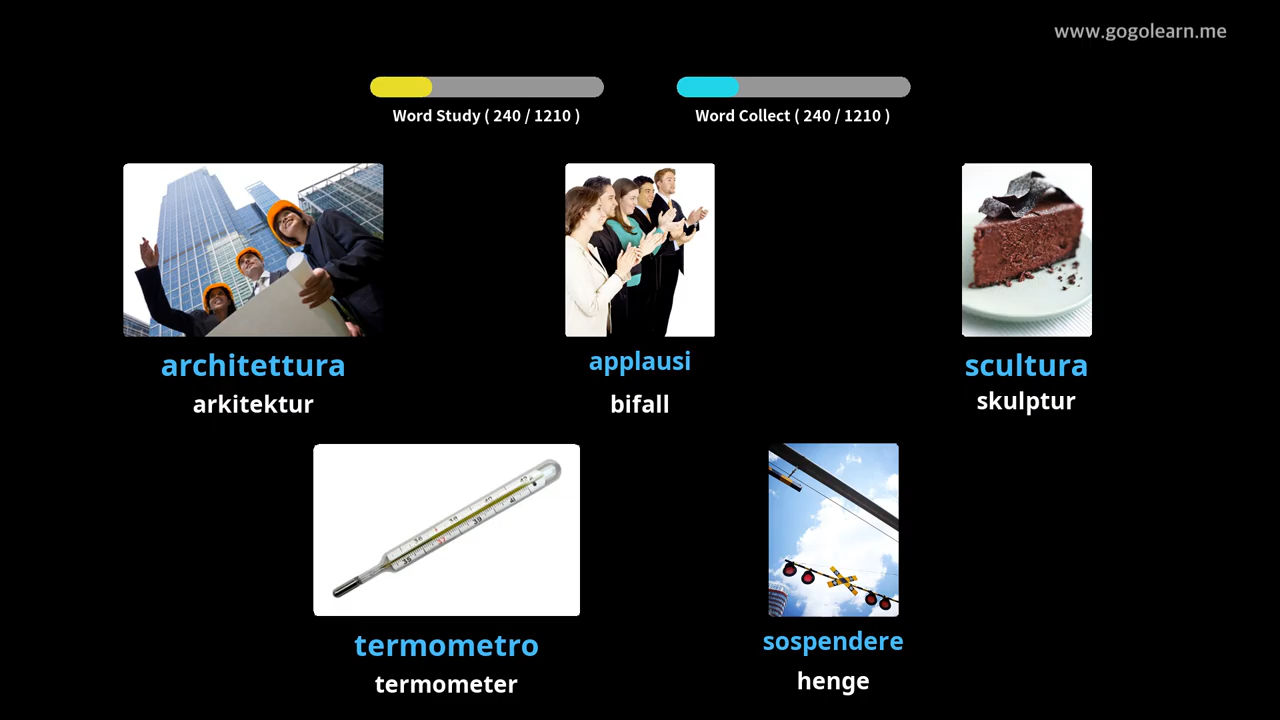 www.gogolearn.me
Word Study ( 240 / 1210 )
Word Collect ( 240 / 1210 )
architettura
arkitektur
applausi
bifall
scultura
skulptur
termometro
termometer
sospendere
henge